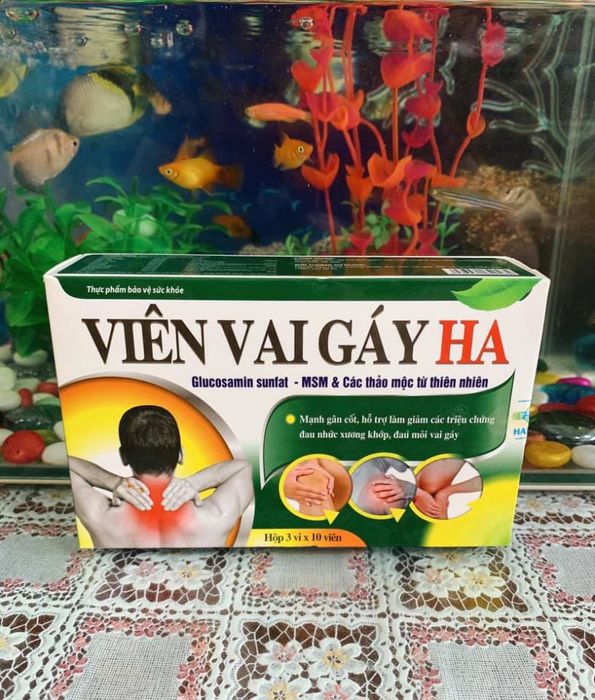 Thực phẩm bảo vệ sức khỏe
VIÊN VAI GÁY HA
Glucosamin sunfat - MSM & Các thảo mộc từ thiên nhiên
Mạnh gân cốt, hỗ trợ làm giảm các triệu chứng
đau nhức xương khớp, đau mỏi vai gáy
HA
Hộp 3 vỉ x 10 viên